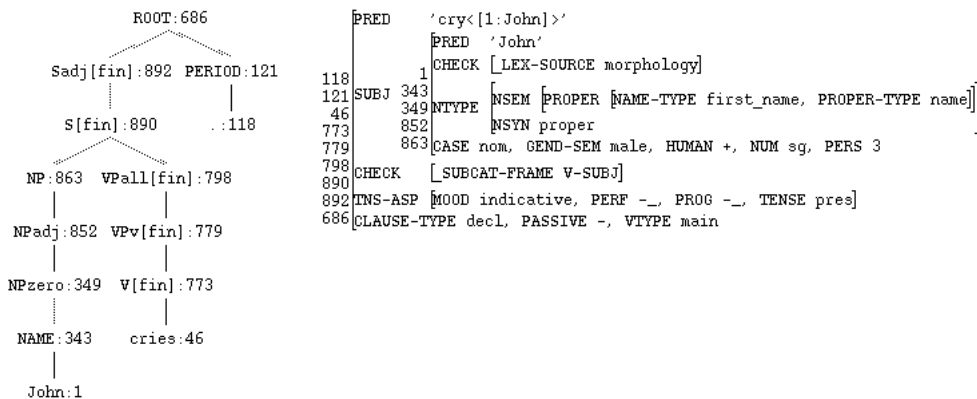 ROOT:686
Sadj[fin]:892 PERIOD:121
S[fin]:890 .:118
NP:863 VPall[fin]:798
NPadj:852 VPv[fin]:779
NPzero:349 V[fin]:773
NAME:343 cries:46
John:1
PRED 'cry<[1:John]>'
PRED 'John'
1 CHECK [_LEX-SOURCE morphology]
118
121 SUBJ 343
46 349 NTYPE [NSEM [PROPER [NAME-TYPE first_name, PROPER-TYPE name]]
773 852 NSYN proper
779 863 CASE nom, GEND-SEM male, HUMAN +, NUM sg, PERS 3
798
890 CHECK [_SUBCAT-FRAME V-SUBJ]
892 TNS-ASP [MOOD indicative, PERF -_, PROG -_, TENSE pres]
686 CLAUSE-TYPE decl, PASSIVE -, VTYPE main